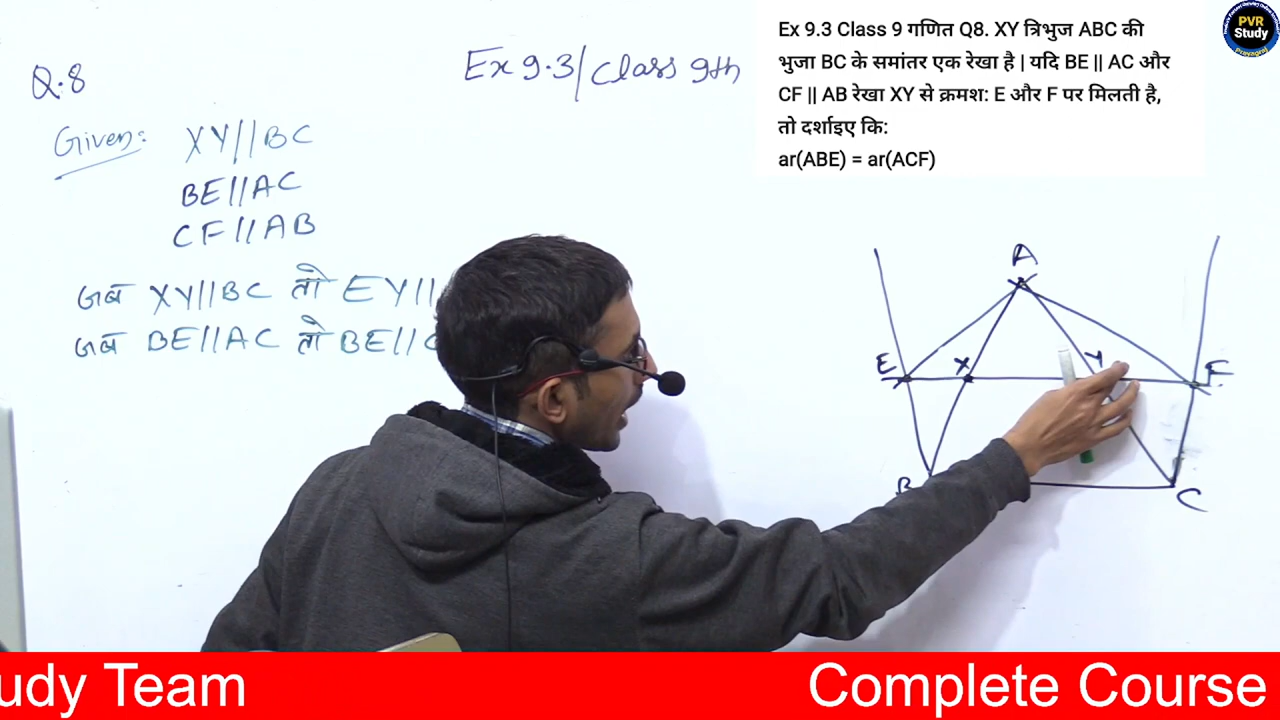 Q.8
Ex 9.3/Class 9th
Ex 9.3 Class 9 गणित Q8. XY त्रिभुज ABC की
भुजा BC के समांतर एक रेखा है | यदि BE || AC और
CF || AB रेखा XY से क्रमश: E और F पर मिलती है,
तो दर्शाइए कि:
ar(ABE) = ar(ACF)
PVR
Study
Given:
XY||BC
BE||AC
CF||AB
जब XY||BC तो EY||
जब BE||AC तो BE||
A
E X Y F
B C
udy Team
Complete Course